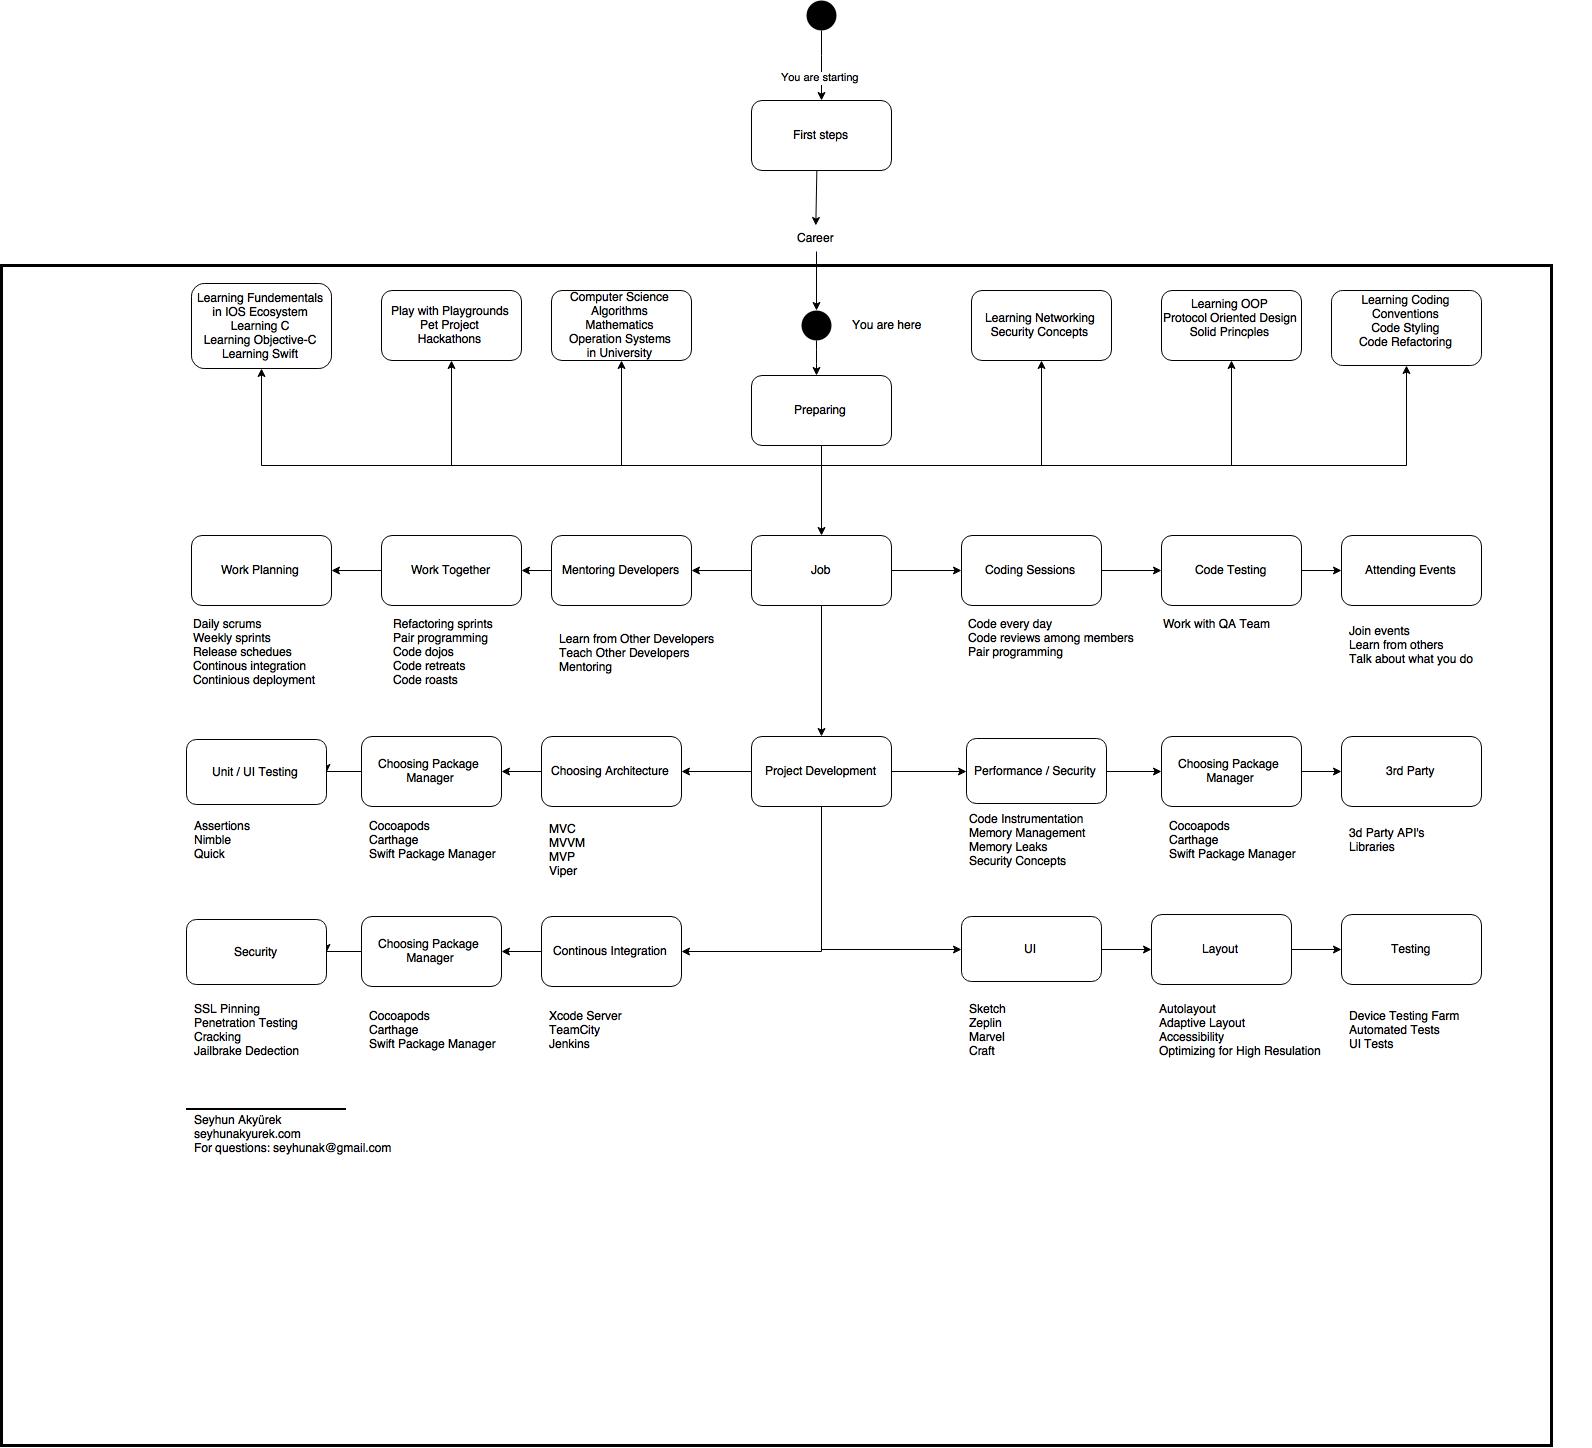 You are starting
First steps
Career
Learning Fundementals
in IOS Ecosystem
Learning C
Learning Objective-C
Learning Swift
Play with Playgrounds
Pet Project
Hackathons
Computer Science
Algorithms
Mathematics
Operation Systems
in University
You are here
Learning Networking
Security Concepts
Learning OOP
Protocol Oriented Design
Solid Princples
Learning Coding
Conventions
Code Styling
Code Refactoring
Preparing
Work Planning
Work Together
Mentoring Developers
Job
Coding Sessions
Code Testing
Attending Events
Daily scrums
Weekly sprints
Release schedues
Continous integration
Continious deployment
Refactoring sprints
Pair programming
Code dojos
Code retreats
Code roasts
Learn from Other Developers
Teach Other Developers
Mentoring
Code every day
Code reviews among members
Pair programming
Work with QA Team
Join events
Learn from others
Talk about what you do
Unit / UI Testing
Choosing Package
Manager
Choosing Architecture
Project Development
Performance / Security
Choosing Package
Manager
3rd Party
Assertions
Nimble
Quick
Cocoapods
Carthage
Swift Package Manager
MVC
MVVM
MVP
Viper
Code Instrumentation
Memory Management
Memory Leaks
Security Concepts
Cocoapods
Carthage
Swift Package Manager
3d Party API's
Libraries
Security
Choosing Package
Manager
Continous Integration
UI
Layout
Testing
SSL Pinning
Penetration Testing
Cracking
Jailbrake Dedection
Cocoapods
Carthage
Swift Package Manager
Xcode Server
TeamCity
Jenkins
Sketch
Zeplin
Marvel
Craft
Autolayout
Adaptive Layout
Accessibility
Optimizing for High Resulation
Device Testing Farm
Automated Tests
UI Tests
Seyhun Akyürek
seyhunakyurek.com
For questions: seyhunak@gmail.com